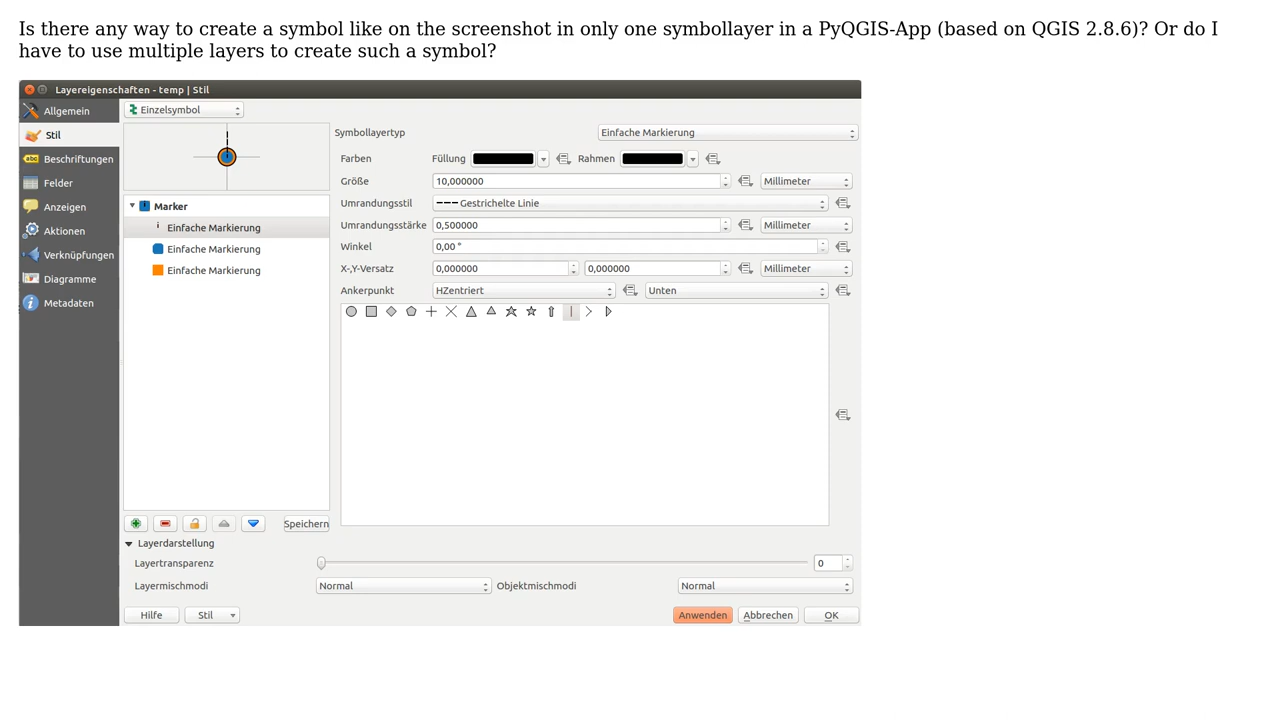 Is there any way to create a symbol like on the screenshot in only one symbollayer in a PyQGIS-App (based on QGIS 2.8.6)? Or do I
have to use multiple layers to create such a symbol?
Layereigenschaften - temp | Stil
Allgemein
Stil
Beschriftungen
Felder
Anzeigen
Aktionen
Verknüpfungen
Diagramme
Metadaten
Einzelsymbol
Marker
Einfache Markierung
Einfache Markierung
Einfache Markierung
Speichern
Symbollayertyp Einfache Markierung
Farben Füllung Rahmen
Größe 10,000000 Millimeter
Umrandungsstil Gestrichelte Linie
Umrandungsstärke 0,500000 Millimeter
Winkel 0,00 °
X-,Y-Versatz 0,000000 0,000000 Millimeter
Ankerpunkt HZentriert Unten
Layerdarstellung
Layertransparenz 0
Layermischmodi Normal Objektmischmodi Normal
Hilfe Stil Anwenden Abbrechen OK